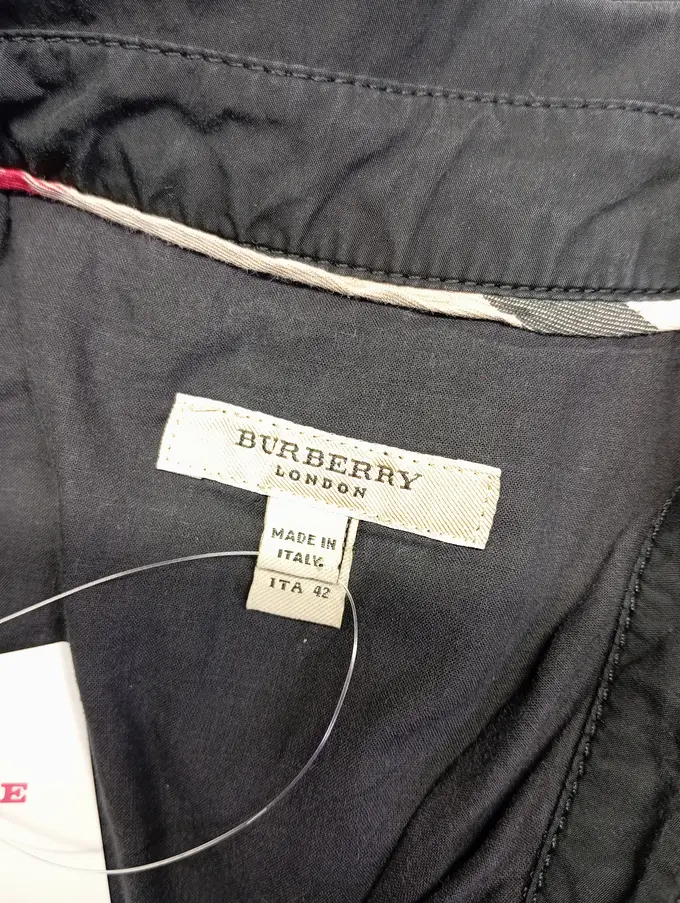 BURBERRY
LONDON
MADE IN
ITALY.
ITA 42
E